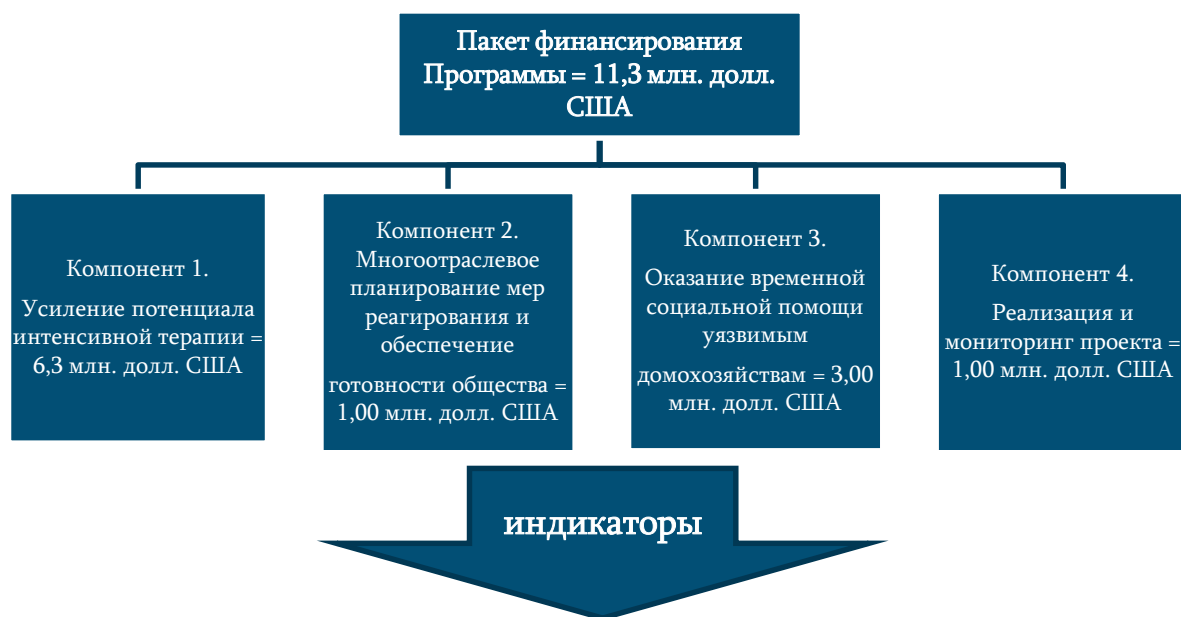 Пакет финансирования
Программы = 11,3 млн. долл.
США
Компонент 1.
Усиление потенциала
интенсивной терапии =
6,3 млн. долл. США
Компонент 2.
Многоотраслевое
планирование мер
реагирования и
обеспечение
готовности общества =
1,00 млн. долл. США
Компонент 3.
Оказание временной
социальной помощи
уязвимым
домохозяйствам = 3,00
млн. долл. США
Компонент 4.
Реализация и
мониторинг проекта =
1,00 млн. долл. США
индикаторы